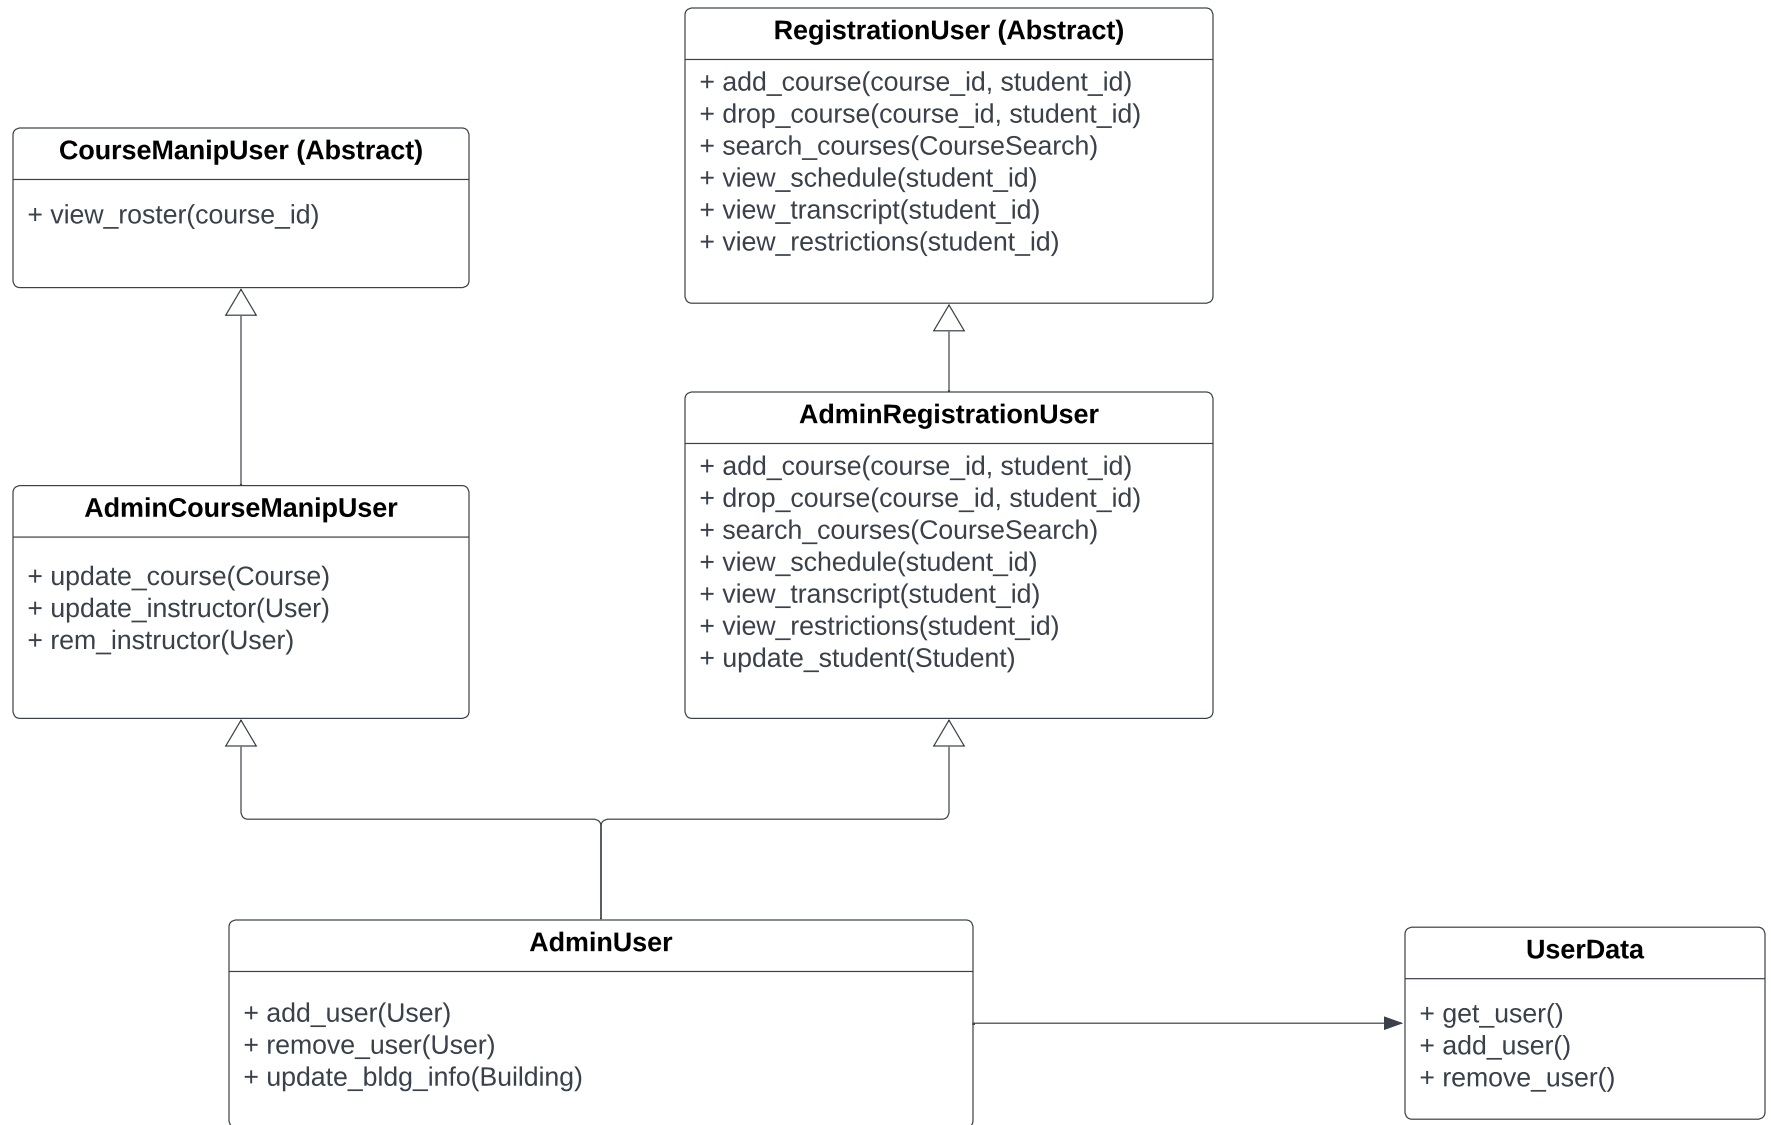 RegistrationUser (Abstract)
+ add_course(course_id, student_id)
+ drop_course(course_id, student_id)
+ search_courses(CourseSearch)
+ view_schedule(student_id)
+ view_transcript(student_id)
+ view_restrictions(student_id)
CourseManipUser (Abstract)
+ view_roster(course_id)
AdminRegistrationUser
+ add_course(course_id, student_id)
+ drop_course(course_id, student_id)
+ search_courses(CourseSearch)
+ view_schedule(student_id)
+ view_transcript(student_id)
+ view_restrictions(student_id)
+ update_student(Student)
AdminCourseManipUser
+ update_course(Course)
+ update_instructor(User)
+ rem_instructor(User)
AdminUser
+ add_user(User)
+ remove_user(User)
+ update_bldg_info(Building)
UserData
+ get_user()
+ add_user()
+ remove_user()